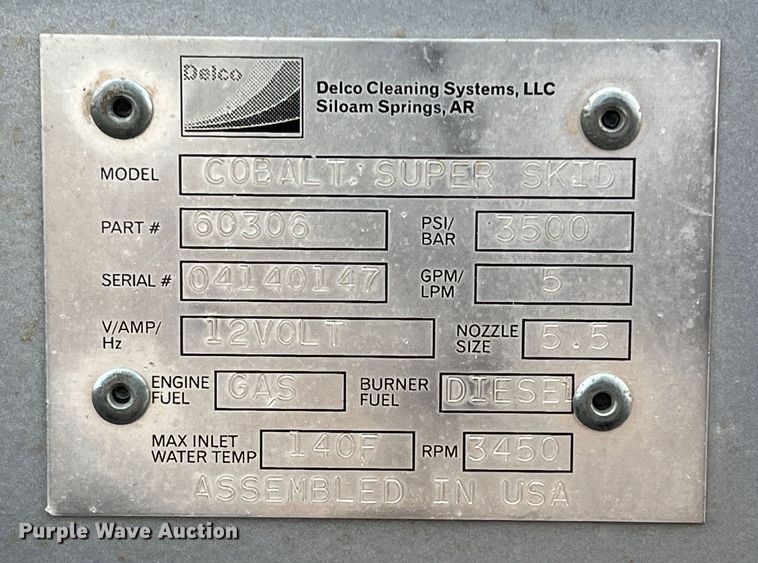 Delco
Delco Cleaning Systems, LLC
Siloam Springs, AR
MODEL COBALT SUPER SKID
PART # 60306 PSI/BAR 3500
SERIAL # 04140147 GPM/LPM 5
V/AMP/Hz 12VOLT NOZZLE SIZE 5.5
ENGINE FUEL GAS BURNER FUEL DIESEL
MAX INLET WATER TEMP 140F RPM 3450
ASSEMBLED IN USA
Purple Wave Auction